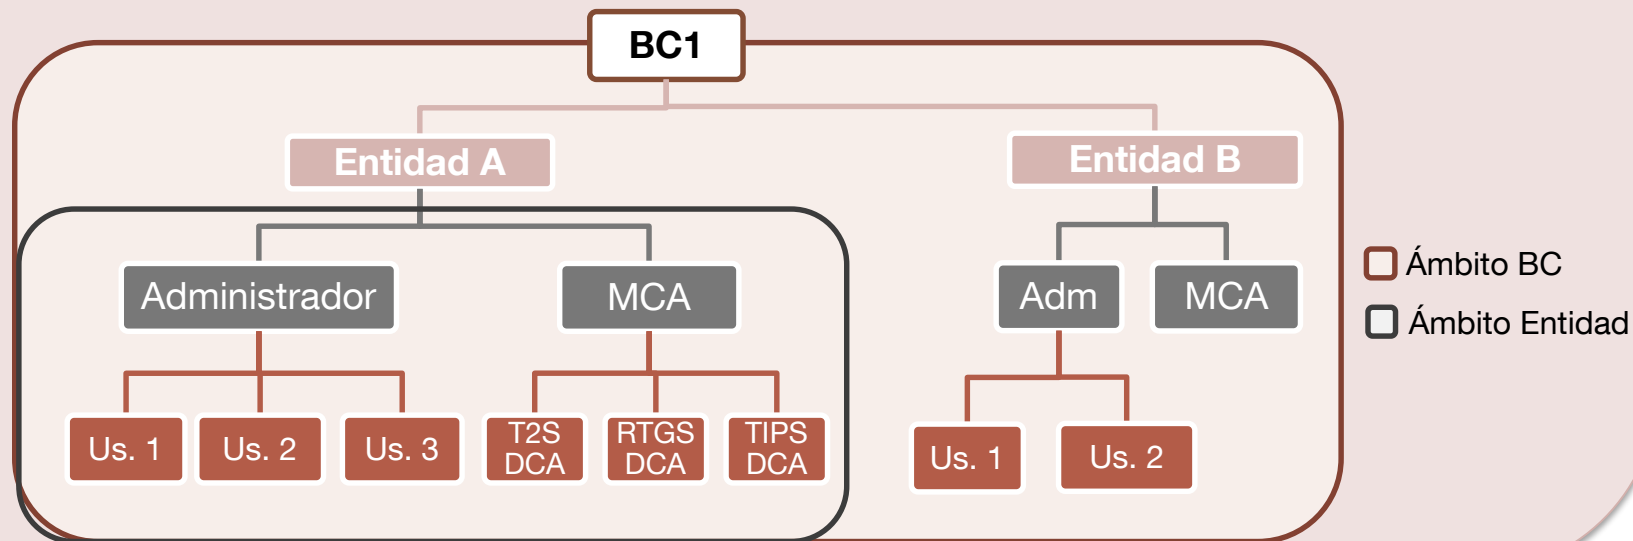 BC1
Entidad A
Entidad B
Administrador
MCA
Adm
MCA
Ámbito BC
Ámbito Entidad
Us. 1
Us. 2
Us. 3
T2S
DCA
RTGS
DCA
TIPS
DCA
Us. 1
Us. 2